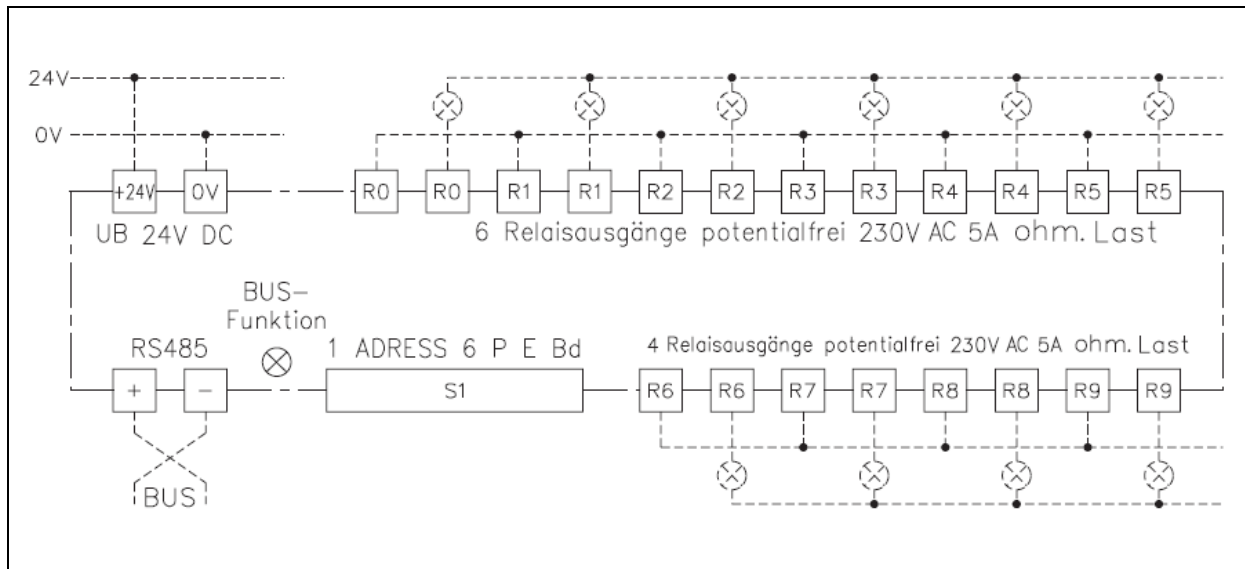 24V
0V
+24V 0V R0 R0 R1 R1 R2 R2 R3 R3 R4 R4 R5 R5
UB 24V DC
6 Relaisausgänge potentialfrei 230V AC 5A ohm. Last
BUS–
Funktion
RS485
1 ADRESS 6 P E Bd
4 Relaisausgänge potentialfrei 230V AC 5A ohm. Last
+ − S1 R6 R6 R7 R7 R8 R8 R9 R9
BUS